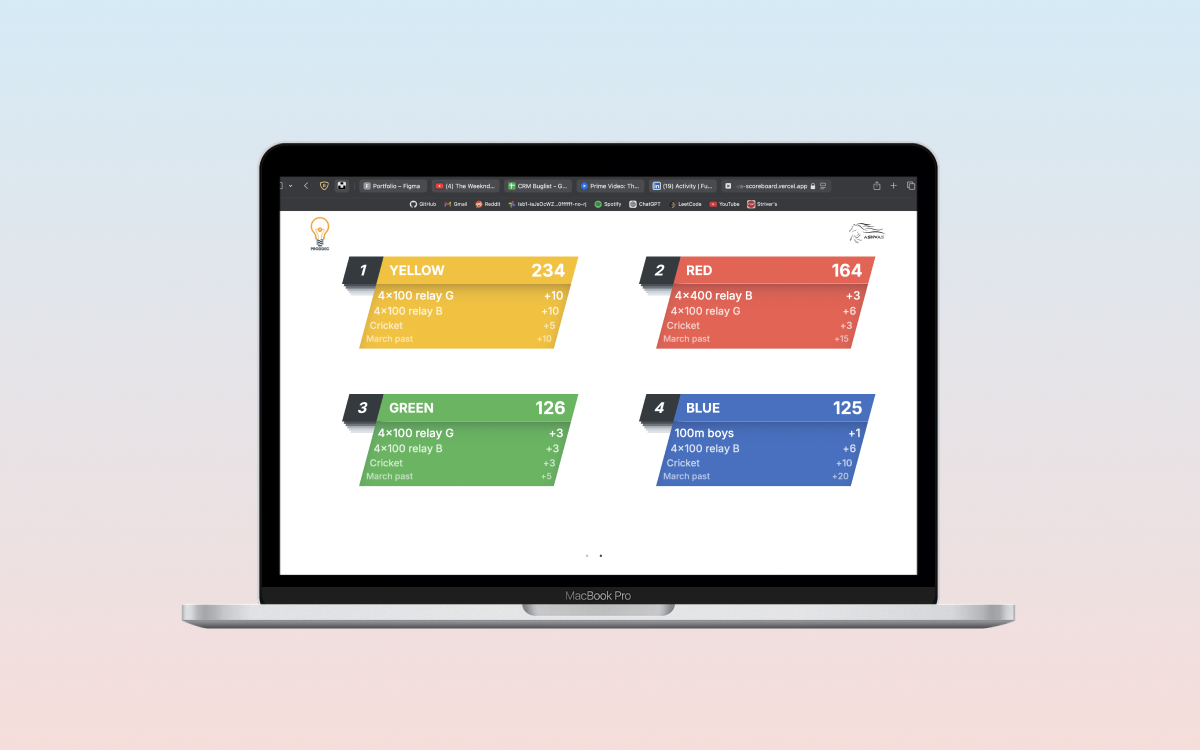 Portfolio – Figma
(4) The Weeknd...
CRM Buglist - G...
Prime Video: Th...
(19) Activity | Fu...
-scoreboard.vercel.app
GitHub
Gmail
Reddit
Spotify
ChatGPT
LeetCode
YouTube
Striver's
PRODDEC
ASHWA
1 YELLOW 234
4×100 relay G +10
4×100 relay B +10
Cricket +5
March past +10
2 RED 164
4×400 relay B +3
4×100 relay G +6
Cricket +3
March past +15
3 GREEN 126
4×100 relay G +3
4×100 relay B +3
Cricket +3
March past +5
4 BLUE 125
100m boys +1
4×100 relay B +6
Cricket +10
March past +20
MacBook Pro